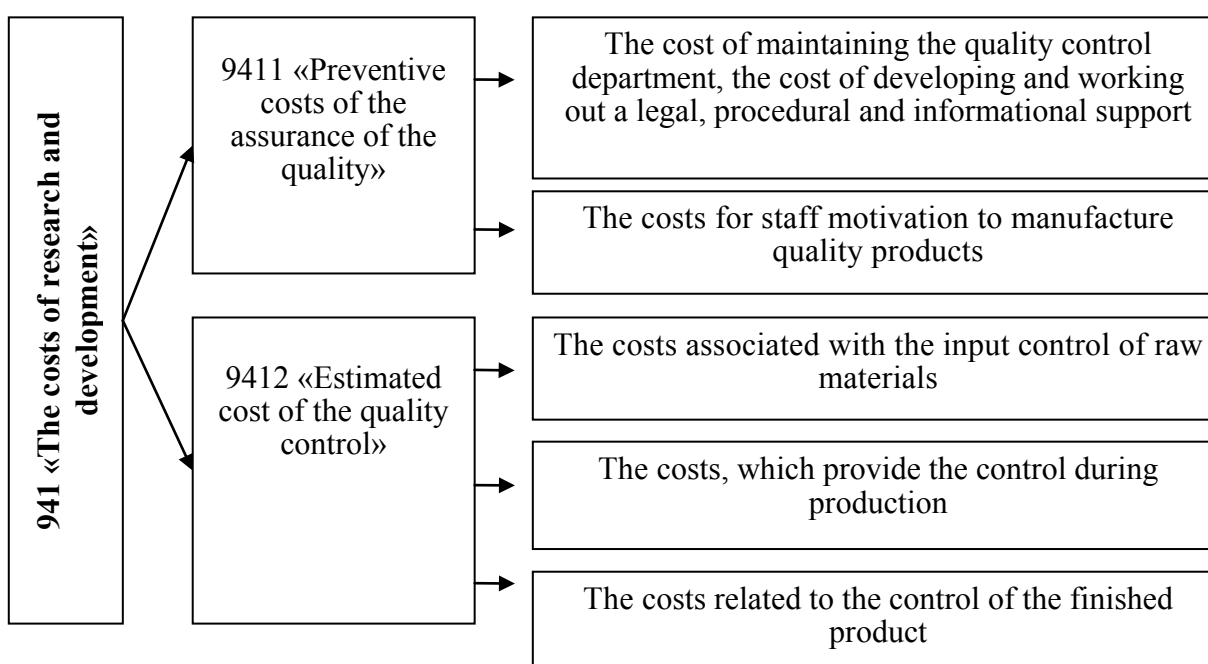 941 «The costs of research and
development»
9411 «Preventive
costs of the
assurance of the
quality»
The cost of maintaining the quality control
department, the cost of developing and working
out a legal, procedural and informational support
The costs for staff motivation to manufacture
quality products
9412 «Estimated
cost of the quality
control»
The costs associated with the input control of raw
materials
The costs, which provide the control during
production
The costs related to the control of the finished
product